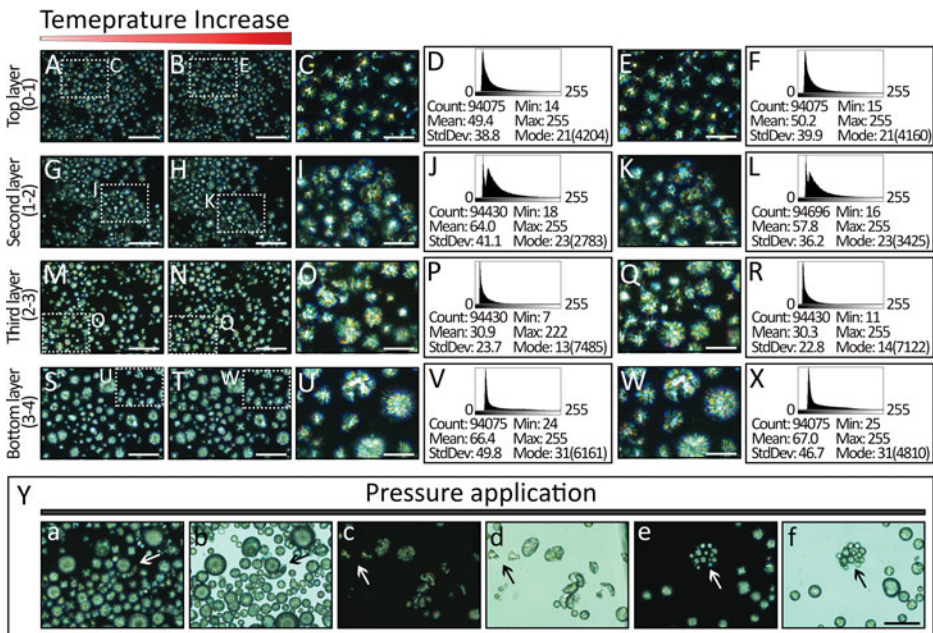 Temeprature Increase
Top layer
(0-1)
A
C
B
E
C
D
0
255
Count: 94075 Min: 14
Mean: 49.4 Max: 255
StdDev: 38.8 Mode: 21(4204)
E
F
0
255
Count: 94075 Min: 15
Mean: 50.2 Max: 255
StdDev: 39.9 Mode: 21(4160)
Second layer
(1-2)
G
I
H
K
I
J
0
255
Count: 94430 Min: 18
Mean: 64.0 Max: 255
StdDev: 41.1 Mode: 23(2783)
K
L
0
255
Count: 94696 Min: 16
Mean: 57.8 Max: 255
StdDev: 36.2 Mode: 23(3425)
Third layer
(2-3)
M
O
N
Q
O
P
0
255
Count: 94430 Min: 7
Mean: 30.9 Max: 222
StdDev: 23.7 Mode: 13(7485)
Q
R
0
255
Count: 94430 Min: 11
Mean: 30.3 Max: 255
StdDev: 22.8 Mode: 14(7122)
Bottom layer
(3-4)
S
U
T
W
U
V
0
255
Count: 94075 Min: 24
Mean: 66.4 Max: 255
StdDev: 49.8 Mode: 31(6161)
W
X
0
255
Count: 94075 Min: 25
Mean: 67.0 Max: 255
StdDev: 46.7 Mode: 31(4810)
Y
Pressure application
a
b
c
d
e
f